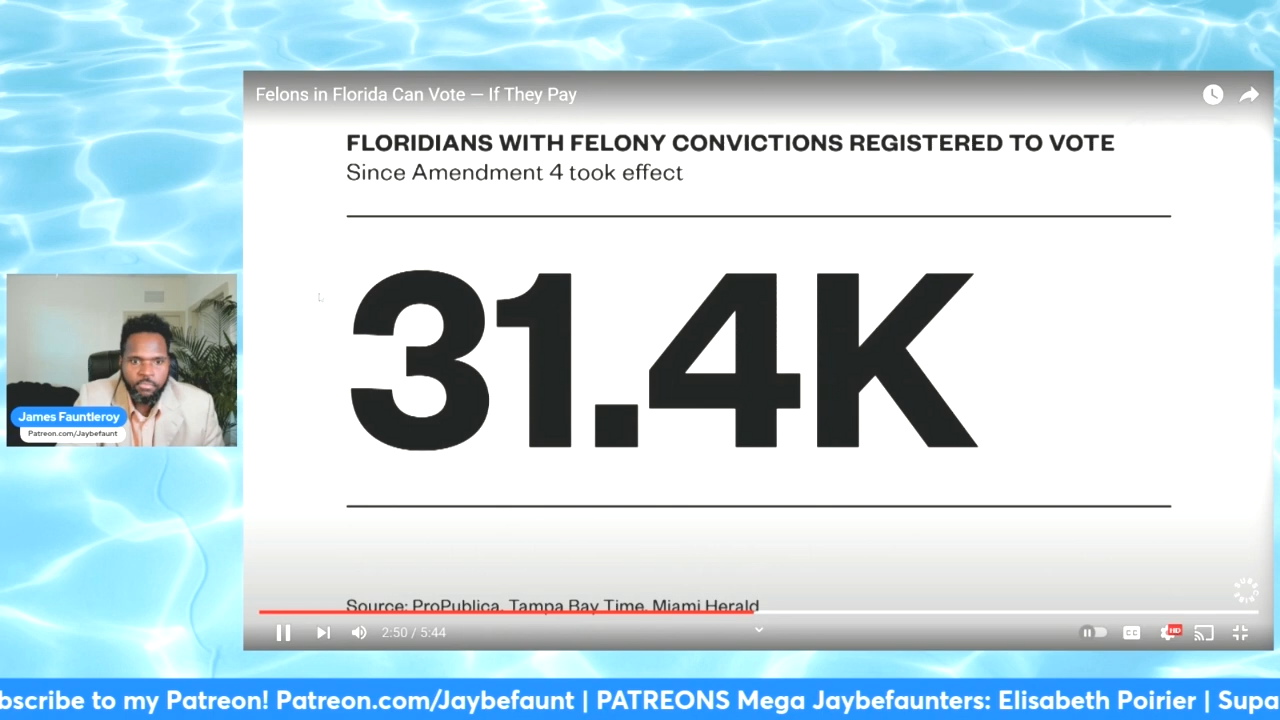 Felons in Florida Can Vote — If They Pay
FLORIDIANS WITH FELONY CONVICTIONS REGISTERED TO VOTE
Since Amendment 4 took effect
31.4K
James Fauntleroy
Patreon.com/Jaybefaunt
Source: ProPublica, Tampa Bay Time, Miami Herald
2:50 / 5:44
CC
HD
bscribe to my Patreon! Patreon.com/Jaybefaunt | PATREONS Mega Jaybefaunters: Elisabeth Poirier | Supa